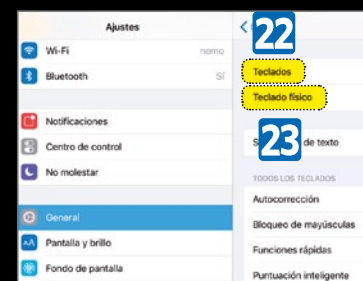 Ajustes
Wi-Fi nomo
Bluetooth Sí
Notificaciones
Centro de control
No molestar
General
Pantalla y brillo
Fondo de pantalla
22
Teclados
Teclado físico
23
de texto
TODOS LOS TECLADOS
Autocorrección
Bloqueo de mayúsculas
Funciones rápidas
Puntuación inteligente